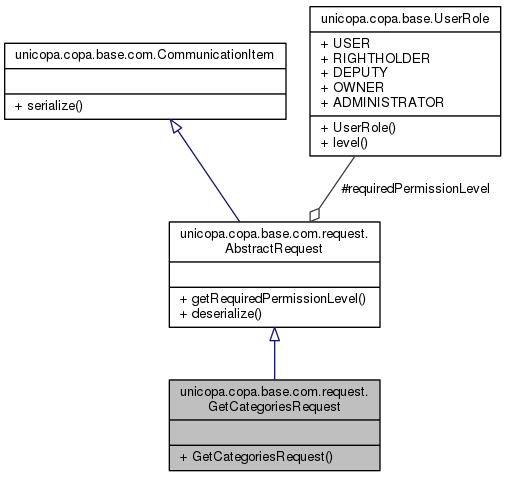 unicopa.copa.base.UserRole
+ USER
+ RIGHTHOLDER
+ DEPUTY
+ OWNER
+ ADMINISTRATOR
+ UserRole()
+ level()
unicopa.copa.base.com.CommunicationItem
+ serialize()
#requiredPermissionLevel
unicopa.copa.base.com.request.
AbstractRequest
+ getRequiredPermissionLevel()
+ deserialize()
unicopa.copa.base.com.request.
GetCategoriesRequest
+ GetCategoriesRequest()